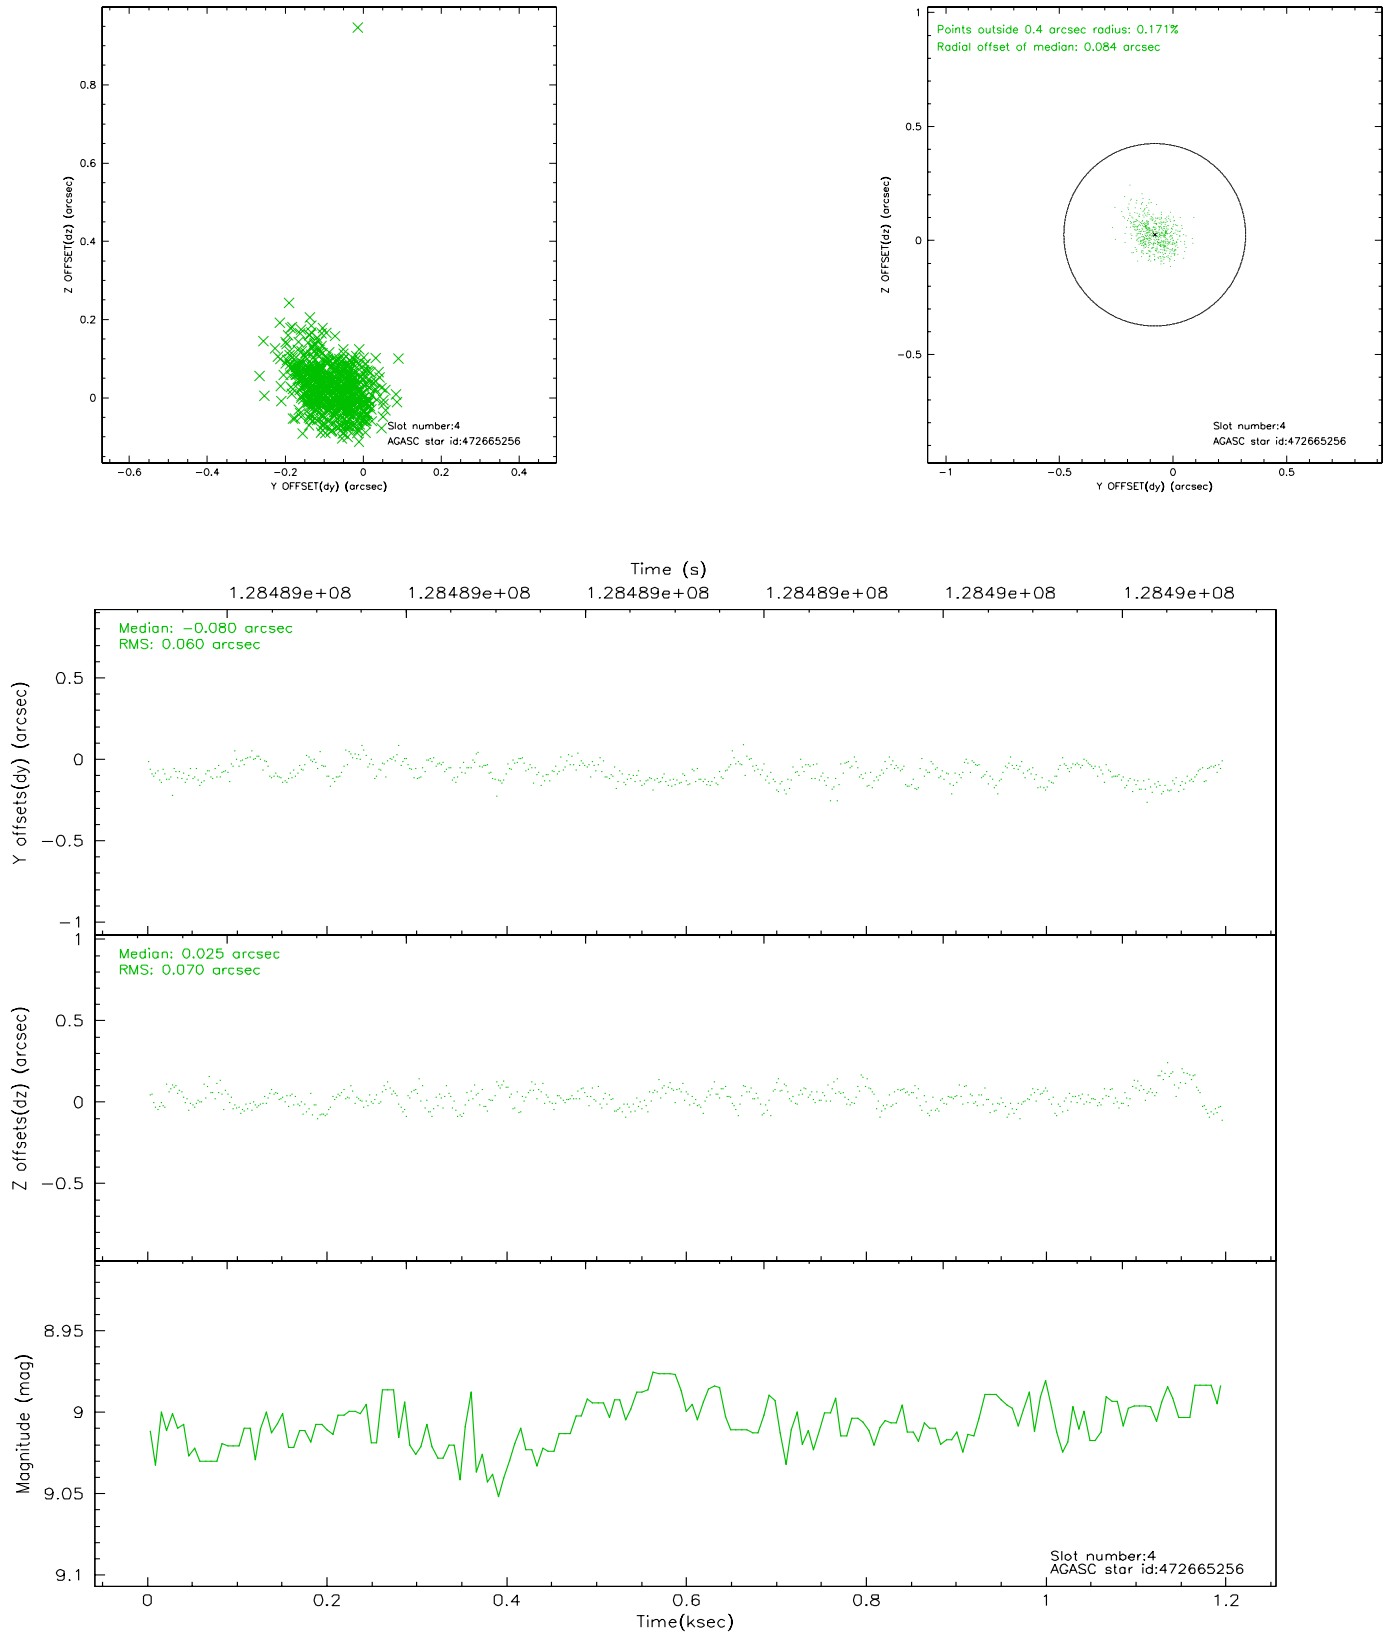 0.8
0.6
0.4
0.2
0
Z OFFSET(dz) (arcsec)
Slot number:4
AGASC star id:472665256
−0.6 −0.4 −0.2 0 0.2 0.4
Y OFFSET(dy) (arcsec)
Points outside 0.4 arcsec radius: 0.171%
Radial offset of median: 0.084 arcsec
1
0.5
0
−0.5
Z OFFSET(dz) (arcsec)
Slot number:4
AGASC star id:472665256
−1 −0.5 0 0.5
Y OFFSET(dy) (arcsec)
Time (s)
1.28489e+08 1.28489e+08 1.28489e+08 1.28489e+08 1.2849e+08 1.2849e+08
Median: −0.080 arcsec
RMS: 0.060 arcsec
0.5
0
−0.5
−1
Y offsets(dy) (arcsec)
Median: 0.025 arcsec
RMS: 0.070 arcsec
1
0.5
0
−0.5
Z offsets(dz) (arcsec)
8.95
9
9.05
9.1
Magnitude (mag)
Slot number:4
AGASC star id:472665256
0 0.2 0.4 0.6 0.8 1 1.2
Time(ksec)